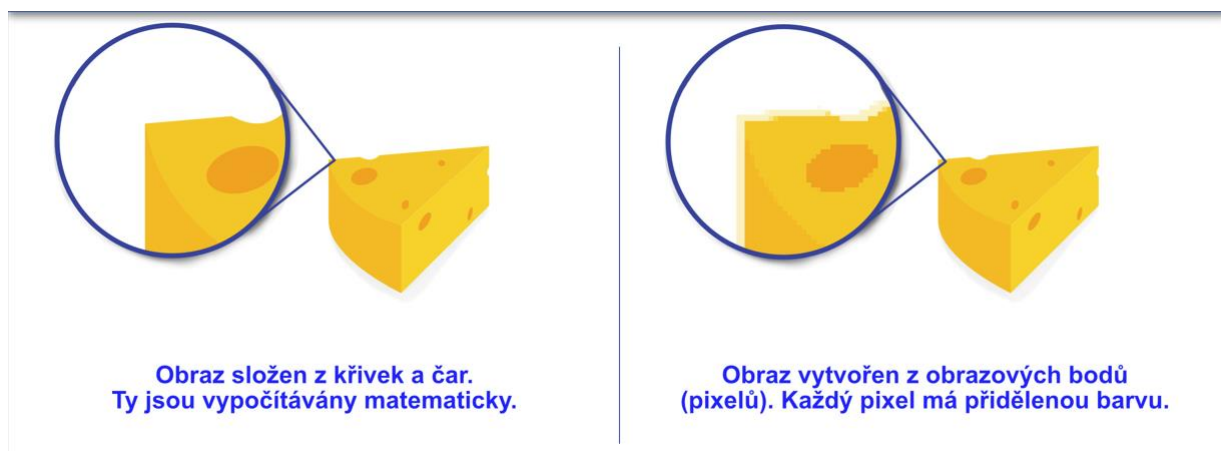 Obraz složen z křivek a čar.
Ty jsou vypočítávány matematicky.
Obraz vytvořen z obrazových bodů
(pixelů). Každý pixel má přidělenou barvu.